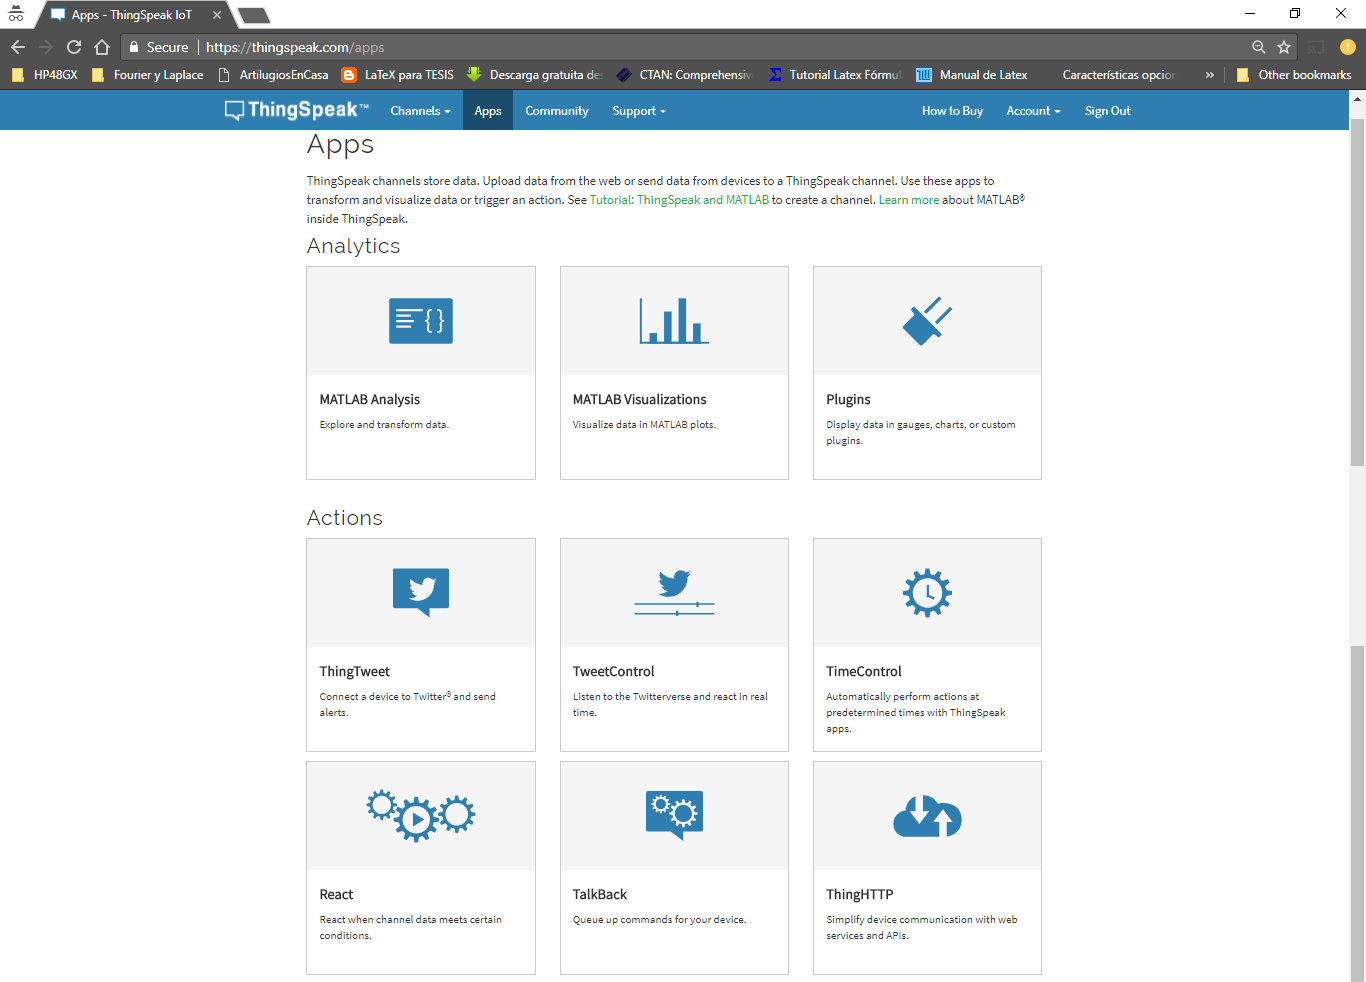 Apps - ThingSpeak IoT
Secure | https://thingspeak.com/apps
HP48GX Fourier y Laplace ArtilugiosEnCasa LaTeX para TESIS Descarga gratuita de CTAN: Comprehensiv Tutorial Latex Fórmul Manual de Latex Características opcion » Other bookmarks
ThingSpeak™ Channels Apps Community Support How to Buy Account Sign Out
Apps
ThingSpeak channels store data. Upload data from the web or send data from devices to a ThingSpeak channel. Use these apps to
transform and visualize data or trigger an action. See Tutorial: ThingSpeak and MATLAB to create a channel. Learn more about MATLAB®
inside ThingSpeak.
Analytics
MATLAB Analysis
Explore and transform data.
MATLAB Visualizations
Visualize data in MATLAB plots.
Plugins
Display data in gauges, charts, or custom
plugins.
Actions
ThingTweet
Connect a device to Twitter® and send
alerts.
TweetControl
Listen to the Twitterverse and react in real
time.
TimeControl
Automatically perform actions at
predetermined times with ThingSpeak
apps.
React
React when channel data meets certain
conditions.
TalkBack
Queue up commands for your device.
ThingHTTP
Simplify device communication with web
services and APIs.